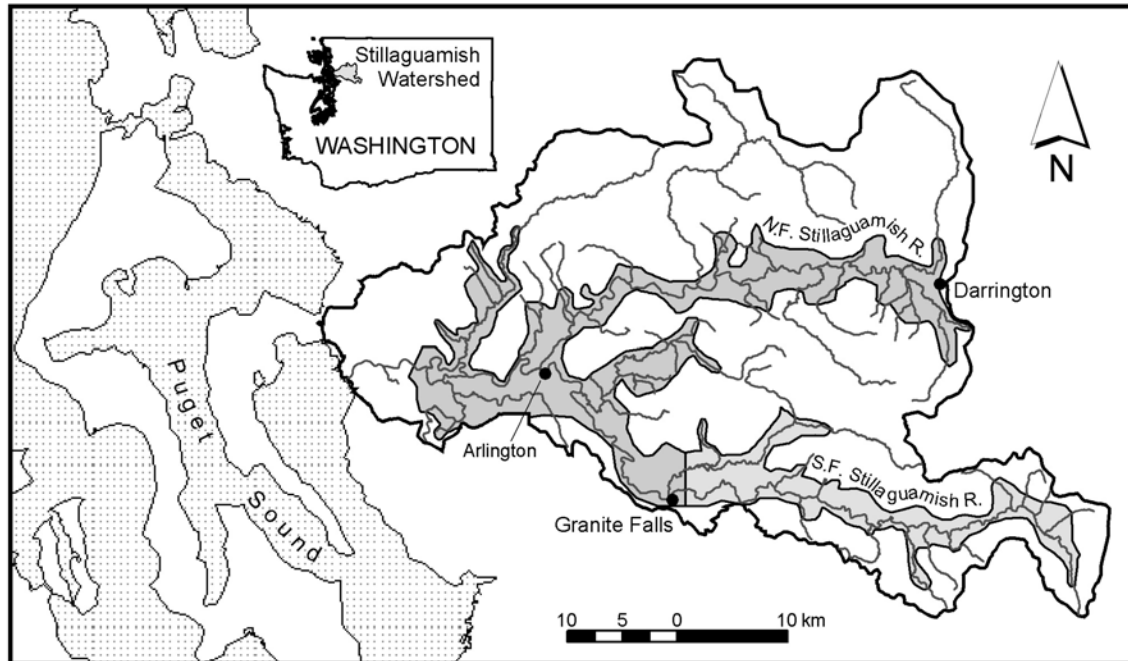 Stillaguamish
Watershed
WASHINGTON
N
N.F. Stillaguamish R.
Darrington
Puget
Sound
Arlington
S.F. Stillaguamish R.
Granite Falls
10 5 0 10 km